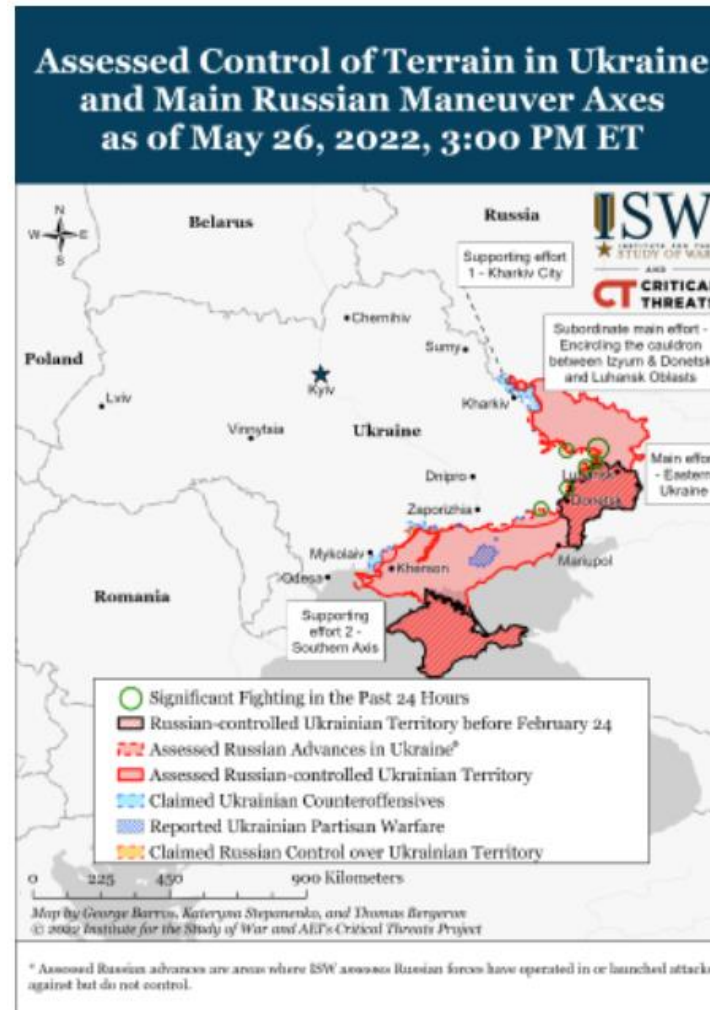 Assessed Control of Terrain in Ukraine
and Main Russian Maneuver Axes
as of May 26, 2022, 3:00 PM ET
N
W
E
S
Belarus
Russia
ISW
INSTITUTE FOR THE
STUDY OF WAR
AND
CT CRITICAL
THREATS
Supporting effort
1 - Kharkiv City
Subordinate main effort -
Encircling the cauldron
between Izyum & Donetsk
and Luhansk Oblasts
Chernihiv
Sumy
Poland
Kyiv
Lviv
Kharkiv
Vinnytsia
Ukraine
Main effort
- Eastern
Ukraine
Luhansk
Dnipro
Donetsk
Zaporizhia
Mykolaiv
Mariupol
Kherson
Odesa
Romania
Supporting
effort 2 -
Southern Axis
Significant Fighting in the Past 24 Hours
Russian-controlled Ukrainian Territory before February 24
Assessed Russian Advances in Ukraine*
Assessed Russian-controlled Ukrainian Territory
Claimed Ukrainian Counteroffensives
Reported Ukrainian Partisan Warfare
Claimed Russian Control over Ukrainian Territory
0 225 450 900 Kilometers
Map by George Barros, Kateryna Stepanenko, and Thomas Bergeron
© 2022 Institute for the Study of War and AEI's Critical Threats Project
* Assessed Russian advances are areas where ISW assesses Russian forces have operated in or launched attacks
against but do not control.